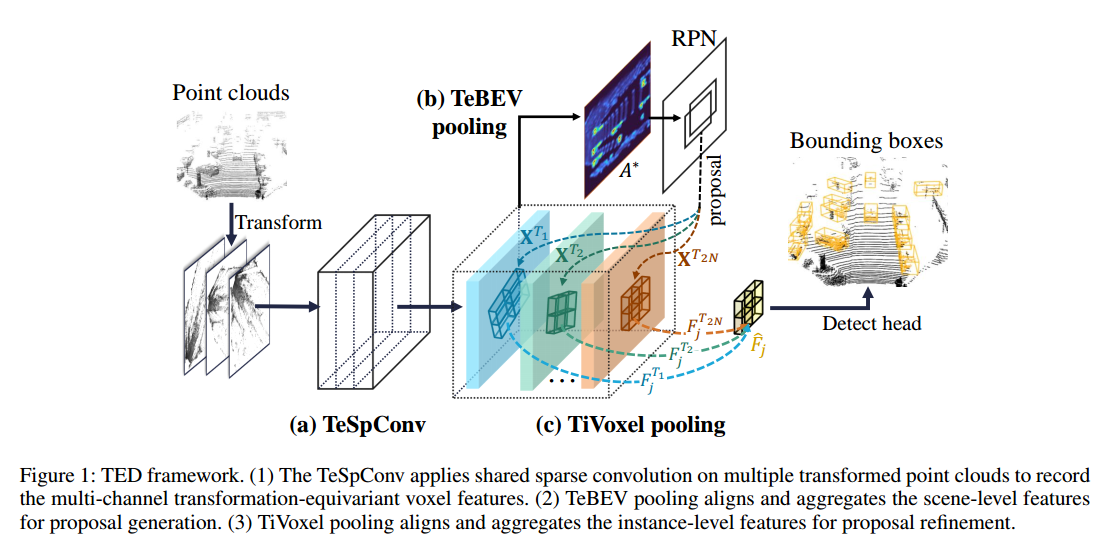 RPN
Point clouds
(b) TeBEV
pooling
Bounding boxes
A*
proposal
Transform
X^{T_1}
X^{T_2}
X^{T_{2N}}
F_j^{T_{2N}}
F̂_j
Detect head
F_j^{T_2}
F_j^{T_1}
...
(a) TeSpConv
(c) TiVoxel pooling
Figure 1: TED framework. (1) The TeSpConv applies shared sparse convolution on multiple transformed point clouds to record
the multi-channel transformation-equivariant voxel features. (2) TeBEV pooling aligns and aggregates the scene-level features
for proposal generation. (3) TiVoxel pooling aligns and aggregates the instance-level features for proposal refinement.